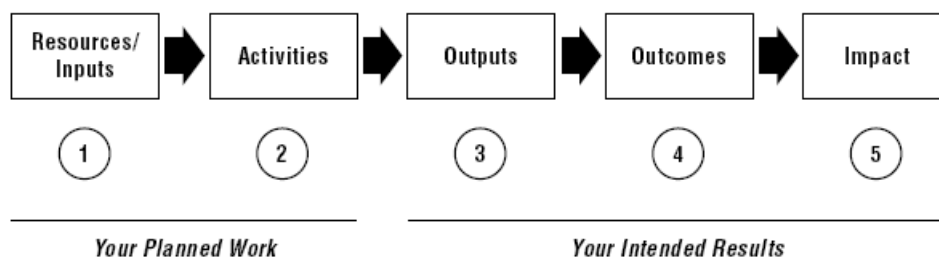 Resources/
Inputs
Activities
Outputs
Outcomes
Impact
1
2
3
4
5
Your Planned Work
Your Intended Results